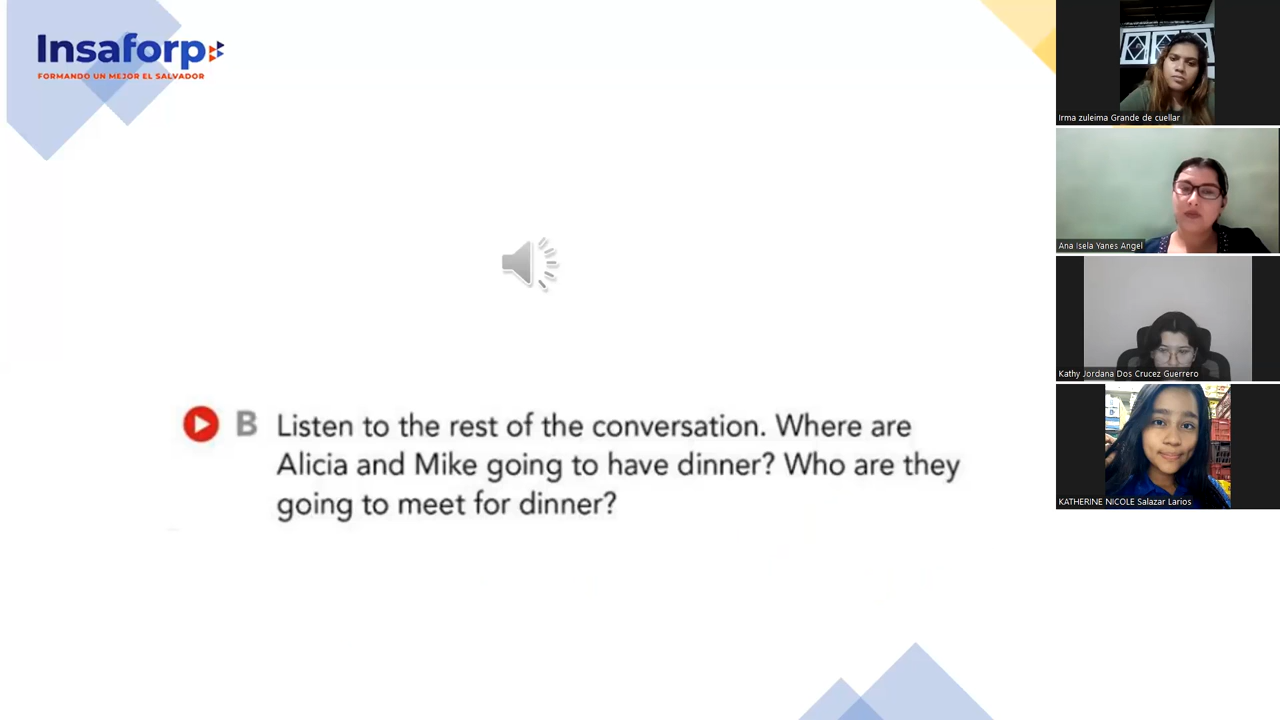 Insaforp
FORMANDO UN MEJOR EL SALVADOR
B Listen to the rest of the conversation. Where are
Alicia and Mike going to have dinner? Who are they
going to meet for dinner?
Irma zuleima Grande de cuellar
Ana Isela Yanes Angel
Kathy Jordana Dos Crucez Guerrero
KATHERINE NICOLE Salazar Larios